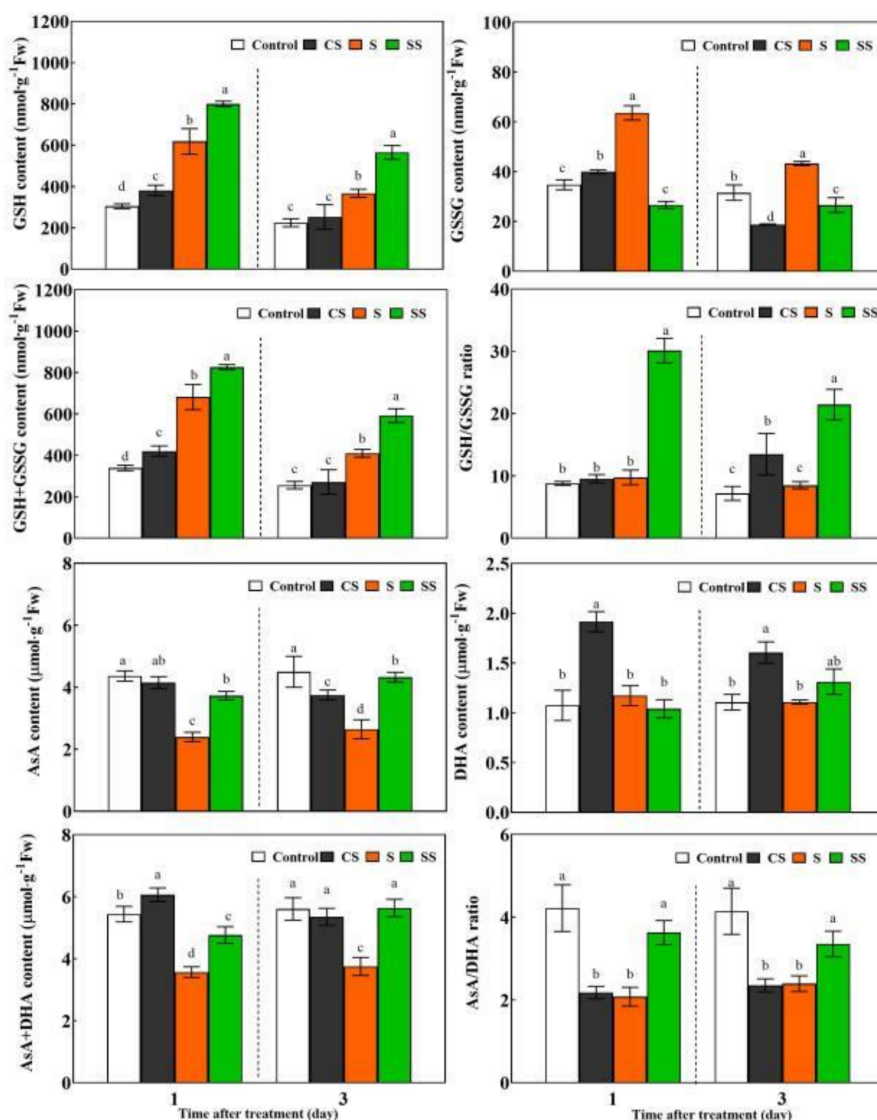 GSH content (nmol·g⁻¹Fw)
1200
1000
800
600
400
200
0
Control CS S SS
d c b a
c c b a
GSSG content (nmol·g⁻¹Fw)
100
80
60
40
20
0
Control CS S SS
c b a c
b d a c
GSH+GSSG content (nmol·g⁻¹Fw)
1200
1000
800
600
400
200
0
Control CS S SS
d c b a
c c b a
GSH/GSSG ratio
40
30
20
10
0
Control CS S SS
b b b a
c b c a
AsA content (μmol·g⁻¹Fw)
8
6
4
2
0
Control CS S SS
a ab c b
a c d b
DHA content (μmol·g⁻¹Fw)
2.5
2.0
1.5
1.0
0.5
0.0
Control CS S SS
b a b b
b a b ab
AsA+DHA content (μmol·g⁻¹Fw)
8
6
4
2
0
Control CS S SS
b a d c
a a c a
1 3
Time after treatment (day)
AsA/DHA ratio
6
4
2
0
Control CS S SS
a b b a
a b b a
1 3
Time after treatment (day)